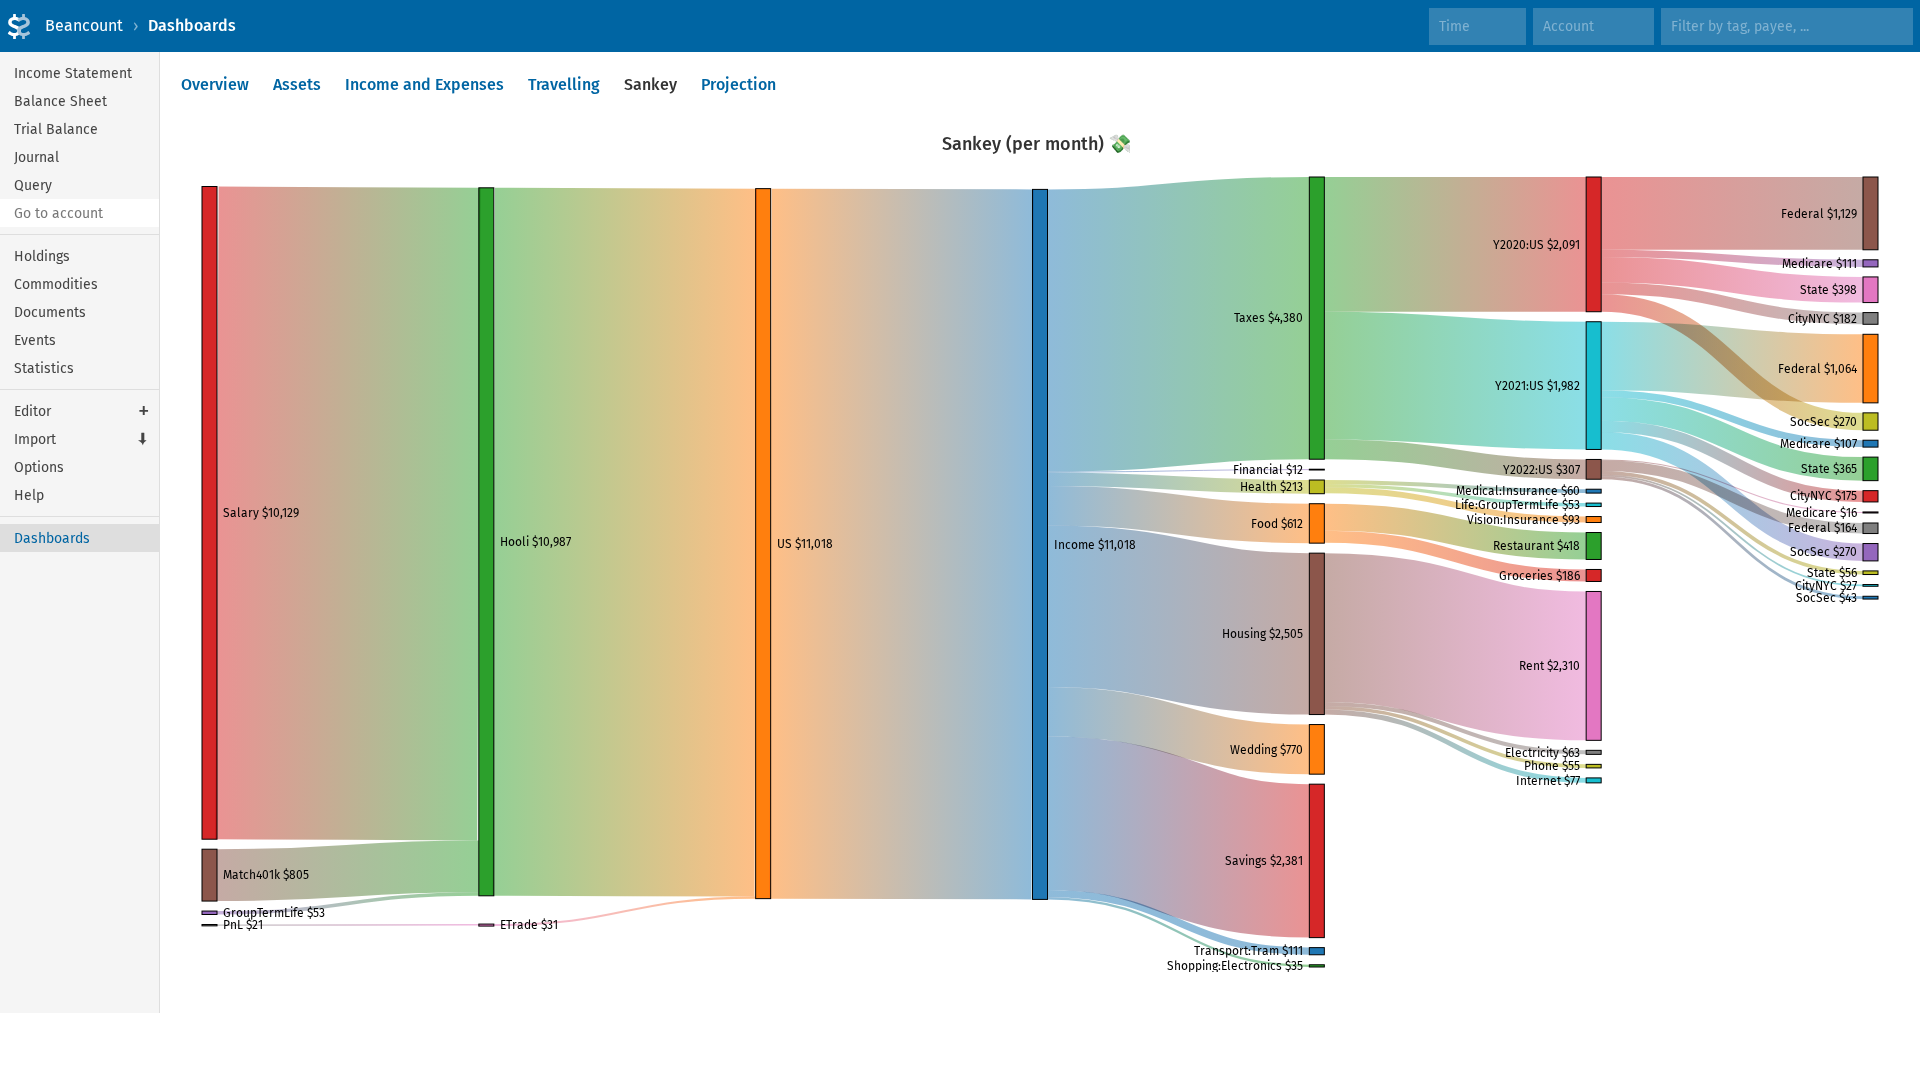 Beancount › Dashboards
Time
Account
Filter by tag, payee, ...
Income Statement
Balance Sheet
Trial Balance
Journal
Query
Go to account
Holdings
Commodities
Documents
Events
Statistics
Editor +
Import ⬇
Options
Help
Dashboards
Overview Assets Income and Expenses Travelling Sankey Projection
Sankey (per month) 💸
Salary $10,129
Match401k $805
GroupTermLife $53
PnL $21
Hooli $10,987
ETrade $31
US $11,018
Income $11,018
Taxes $4,380
Financial $12
Health $213
Food $612
Housing $2,505
Wedding $770
Savings $2,381
Transport:Tram $111
Shopping:Electronics $35
Y2020:US $2,091
Y2021:US $1,982
Y2022:US $307
Medical:Insurance $60
Life:GroupTermLife $53
Vision:Insurance $93
Restaurant $418
Groceries $186
Rent $2,310
Electricity $63
Phone $55
Internet $77
Federal $1,129
Medicare $111
State $398
CityNYC $182
Federal $1,064
SocSec $270
Medicare $107
State $365
CityNYC $175
Medicare $16
Federal $164
SocSec $270
State $56
CityNYC $27
SocSec $43